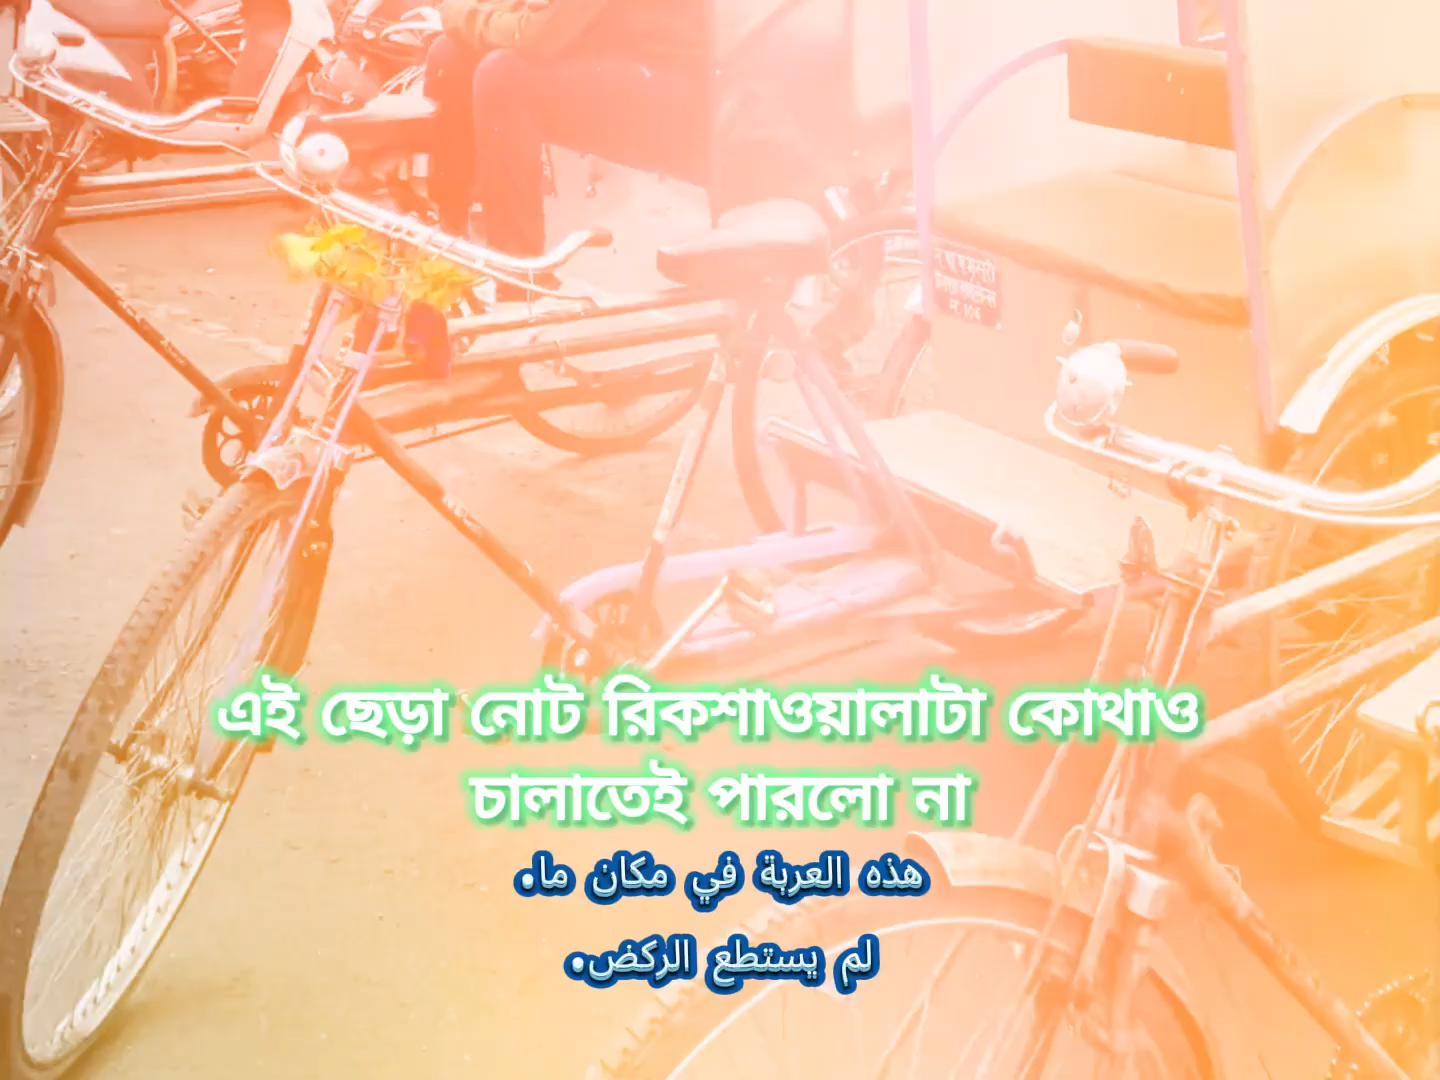 এই ছেড়া নোট রিকশাওয়ালাটা কোথাও
চালাতেই পারলো না
هذه العربة في مكان ما.
لم يستطع الركض.